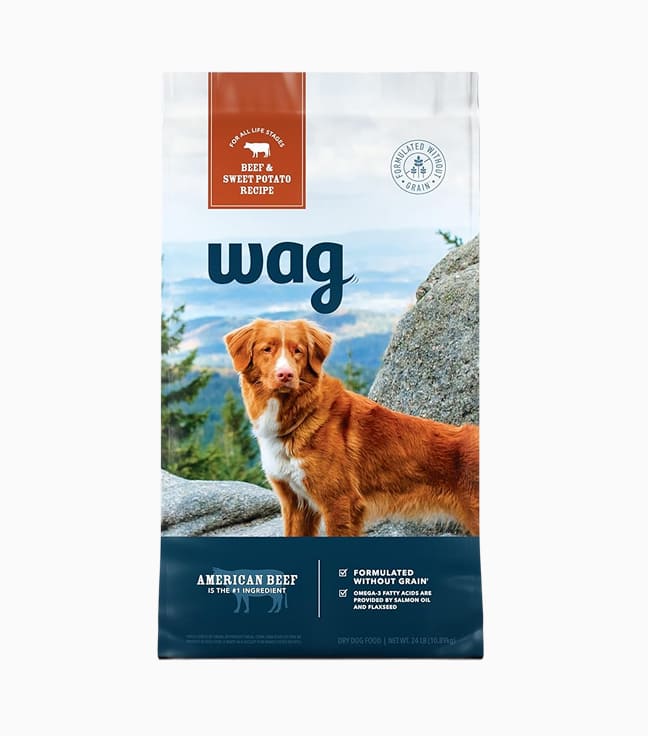 FOR ALL LIFE STAGES
BEEF &
SWEET POTATO
RECIPE
FORMULATED WITHOUT
GRAIN
wag
AMERICAN BEEF
IS THE #1 INGREDIENT
FORMULATED
WITHOUT GRAIN*
OMEGA-3 FATTY ACIDS ARE
PROVIDED BY SALMON OIL
AND FLAXSEED
DRY DOG FOOD | NET WT. 24 LB (10.89kg)